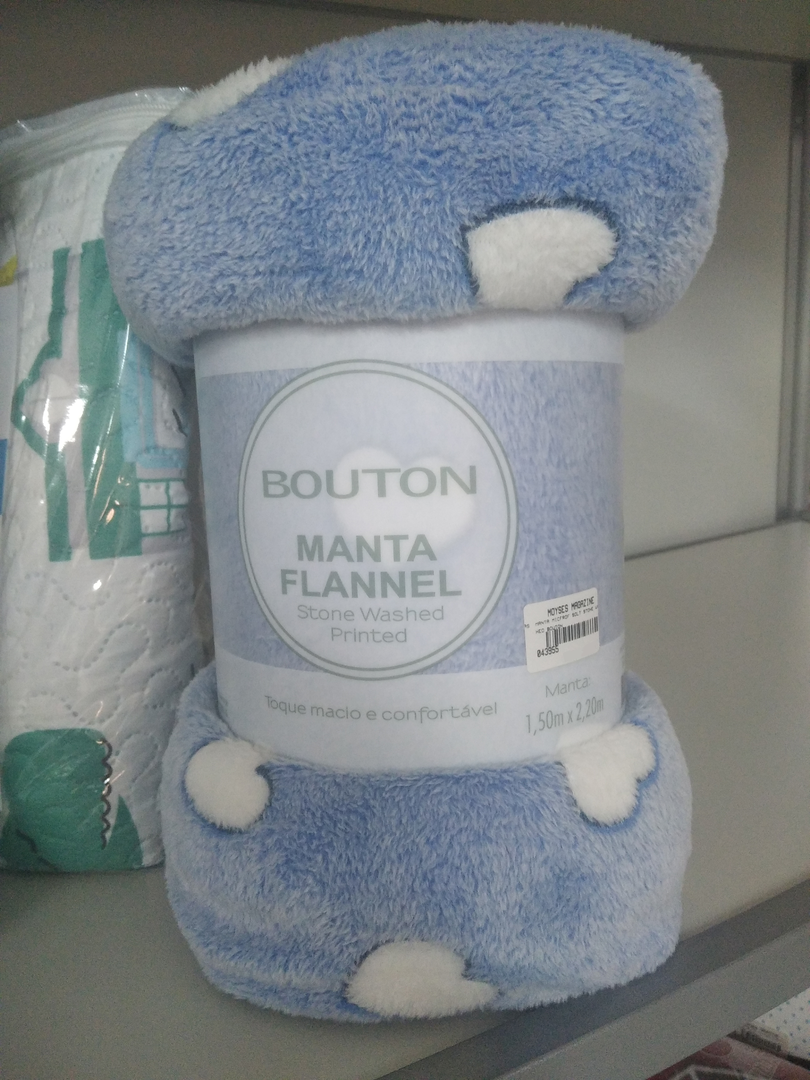 BOUTON
MANTA
FLANNEL
Stone Washed
Printed
Toque macio e confortável
MOYSES MAGAZINE
043955
Manta:
1,50m x 2,20m